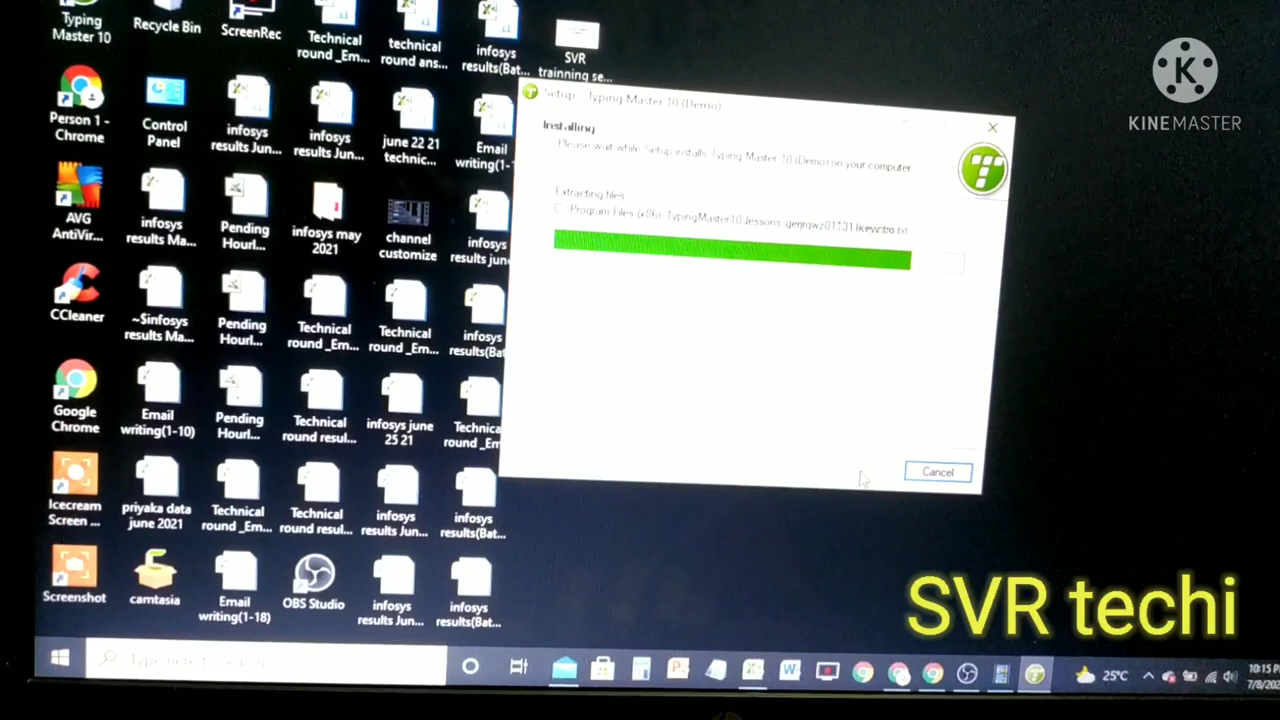 Typing
Master 10
Recycle Bin
ScreenRec
Technical
round _Em...
technical
round ans...
infosys
results(Bat...
SVR
trainning se...
Person 1 -
Chrome
Control
Panel
infosys
results Jun...
infosys
results Jun...
june 22 21
technic...
Email
writing(1-
AVG
AntiVir...
infosys
results Ma...
Pending
Hourl...
infosys may
2021
channel
customize
infosys
results june
CCleaner
~$infosys
results Ma...
Pending
Hourl...
Technical
round _Em...
Technical
round _Em...
infosys
results(Bat
Google
Chrome
Email
writing(1-10)
Pending
Hourl...
Technical
round resul...
infosys june
25 21
Technica
round _Em
Icecream
Screen ...
priyaka data
june 2021
Technical
round _Em...
Technical
round resul...
infosys
results Jun...
infosys
results(Bat...
Screenshot
camtasia
Email
writing(1-18)
OBS Studio
infosys
results Jun...
infosys
results(Bat...
Setup - Typing Master 10 (Demo)
Installing
Please wait while Setup installs Typing Master 10 (Demo) on your computer
Extracting files
Cancel
K
KINEMASTER
SVR techi
Type here to search
25°C
10:15 P
7/8/202